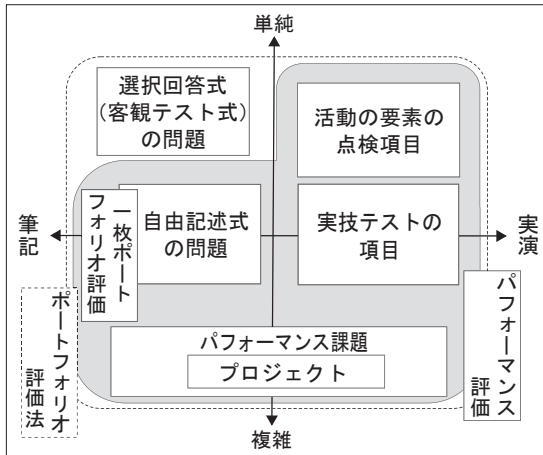 単純
選択回答式
（客観テスト式）
の問題
活動の要素の
点検項目
筆記
一枚ポート
フォリオ評価
自由記述式
の問題
実技テストの
項目
実演
ポートフォリオ
評価法
パフォーマンス課題
プロジェクト
パフォーマンス
評価
複雑